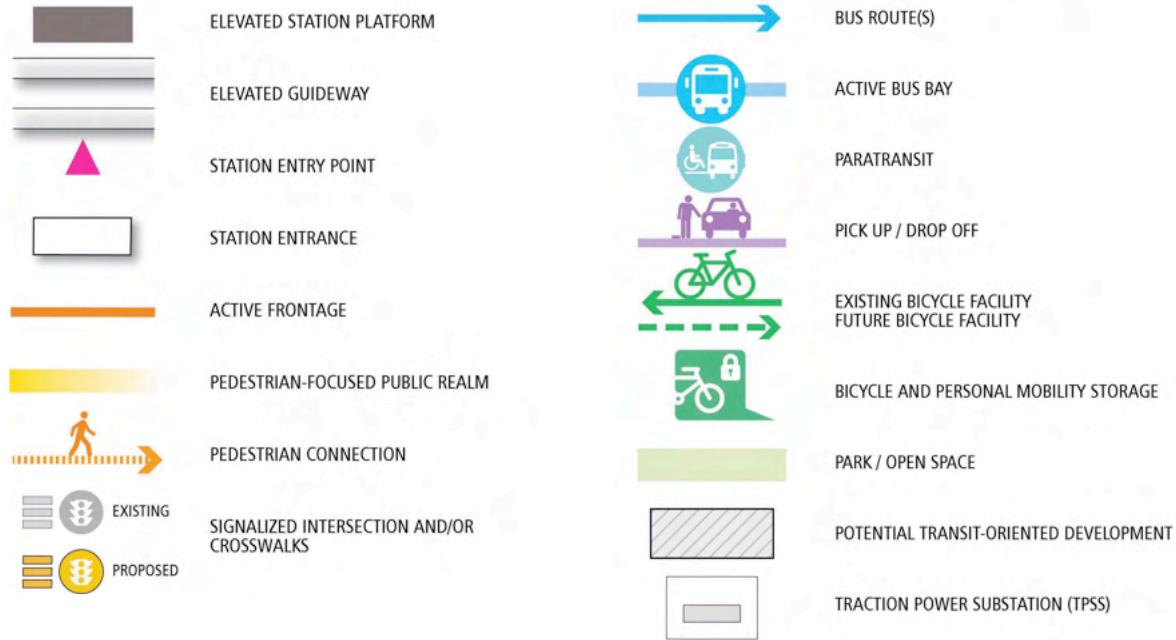 ELEVATED STATION PLATFORM
ELEVATED GUIDEWAY
STATION ENTRY POINT
STATION ENTRANCE
ACTIVE FRONTAGE
PEDESTRIAN-FOCUSED PUBLIC REALM
PEDESTRIAN CONNECTION
EXISTING
SIGNALIZED INTERSECTION AND/OR
CROSSWALKS
PROPOSED
BUS ROUTE(S)
ACTIVE BUS BAY
PARATRANSIT
PICK UP / DROP OFF
EXISTING BICYCLE FACILITY
FUTURE BICYCLE FACILITY
BICYCLE AND PERSONAL MOBILITY STORAGE
PARK / OPEN SPACE
POTENTIAL TRANSIT-ORIENTED DEVELOPMENT
TRACTION POWER SUBSTATION (TPSS)